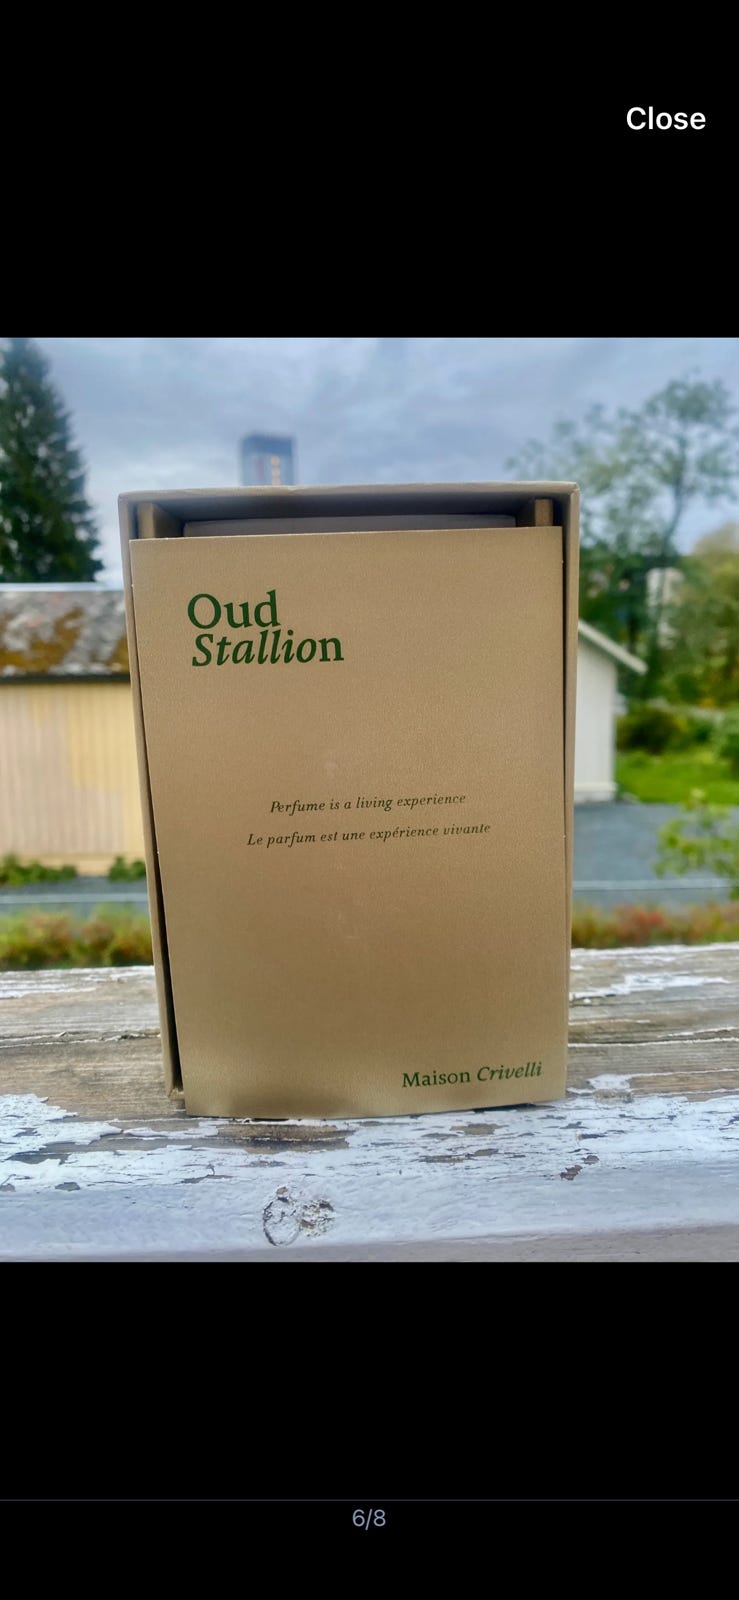 Close
Oud
Stallion
Perfume is a living experience
Le parfum est une expérience vivante
Maison Crivelli
6/8